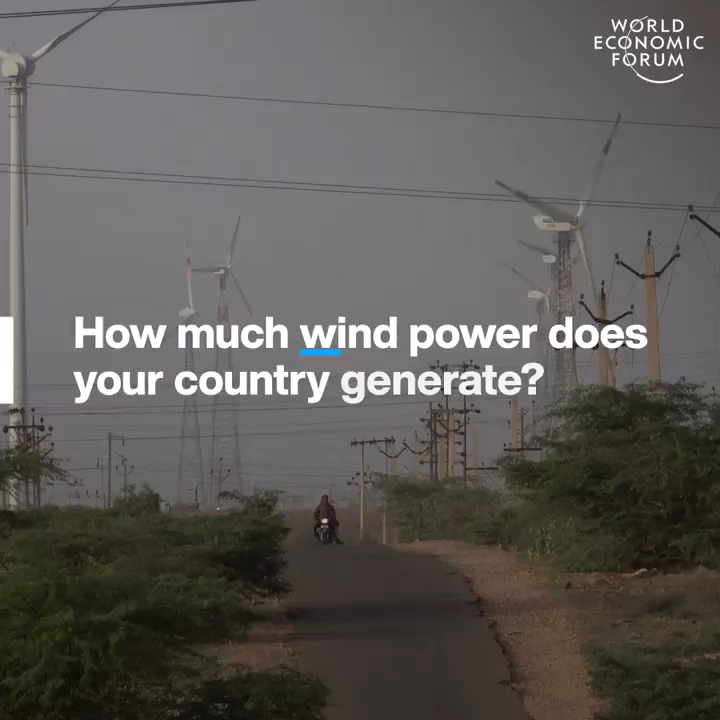 WORLD
ECONOMIC
FORUM
How much wind power does
your country generate?